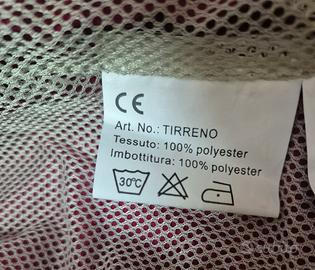 CE
Art. No.: TIRRENO
Tessuto: 100% polyester
Imbottitura: 100% polyester
30°C